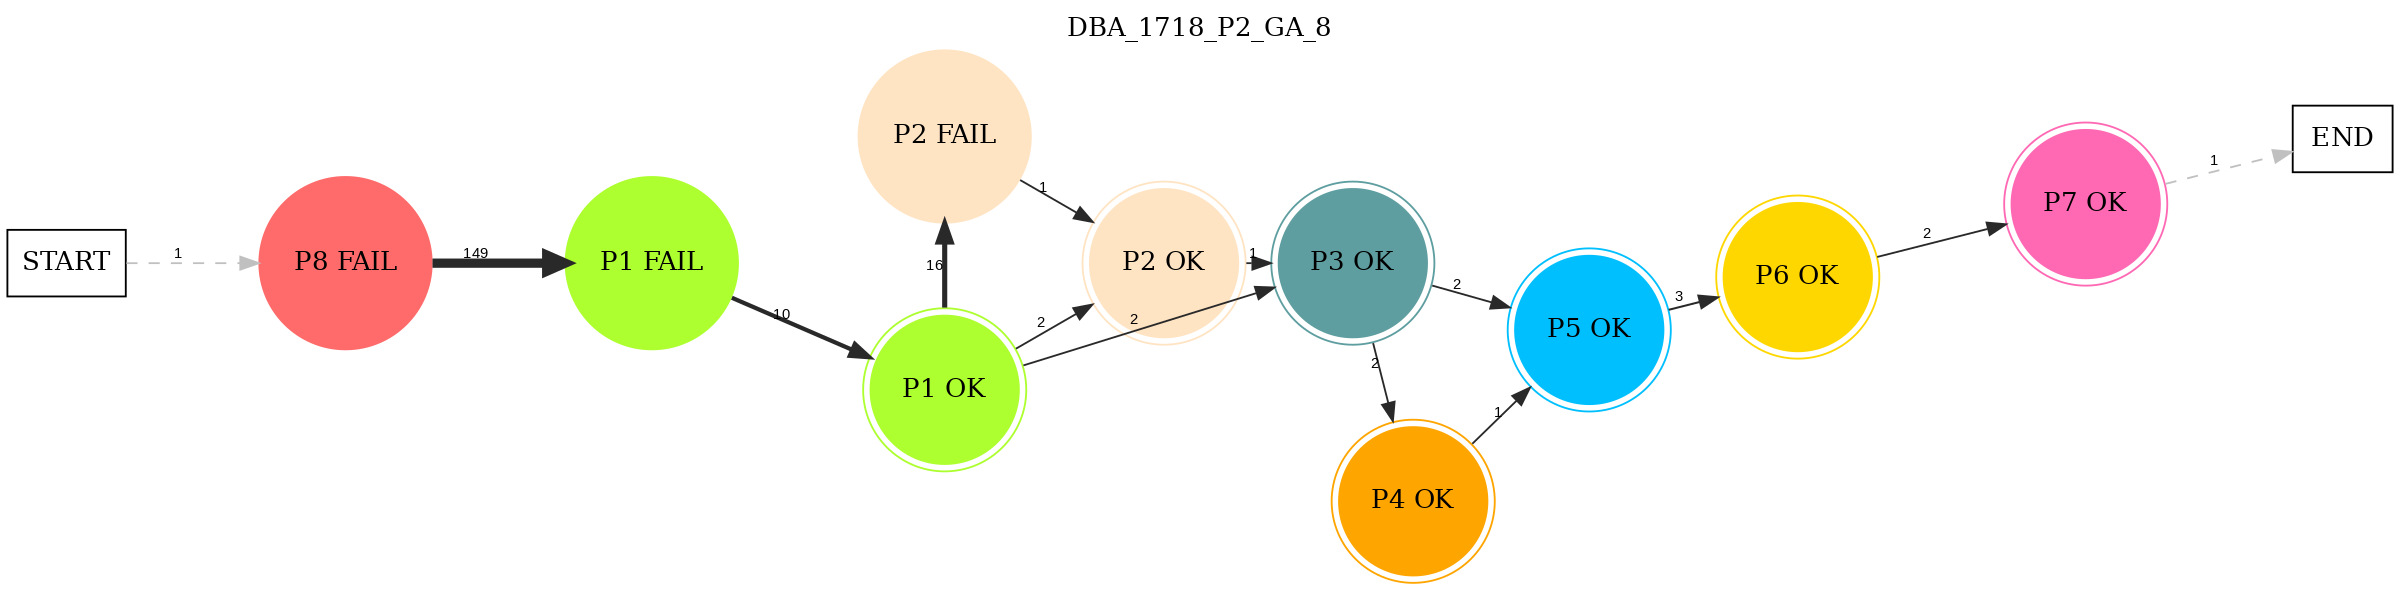 DBA_1718_P2_GA_8
START
1
P8 FAIL
149
P1 FAIL
10
P1 OK
16
P2 FAIL
1
2
P2 OK
2
1
P3 OK
2
2
P4 OK
1
P5 OK
3
P6 OK
2
P7 OK
1
END